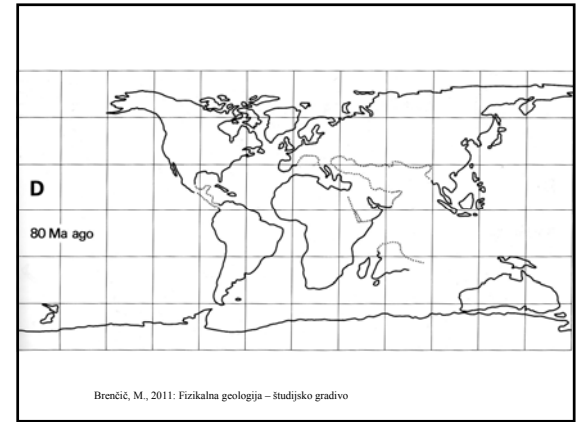 D
80 Ma ago
Brenčič, M., 2011: Fizikalna geologija – študijsko gradivo